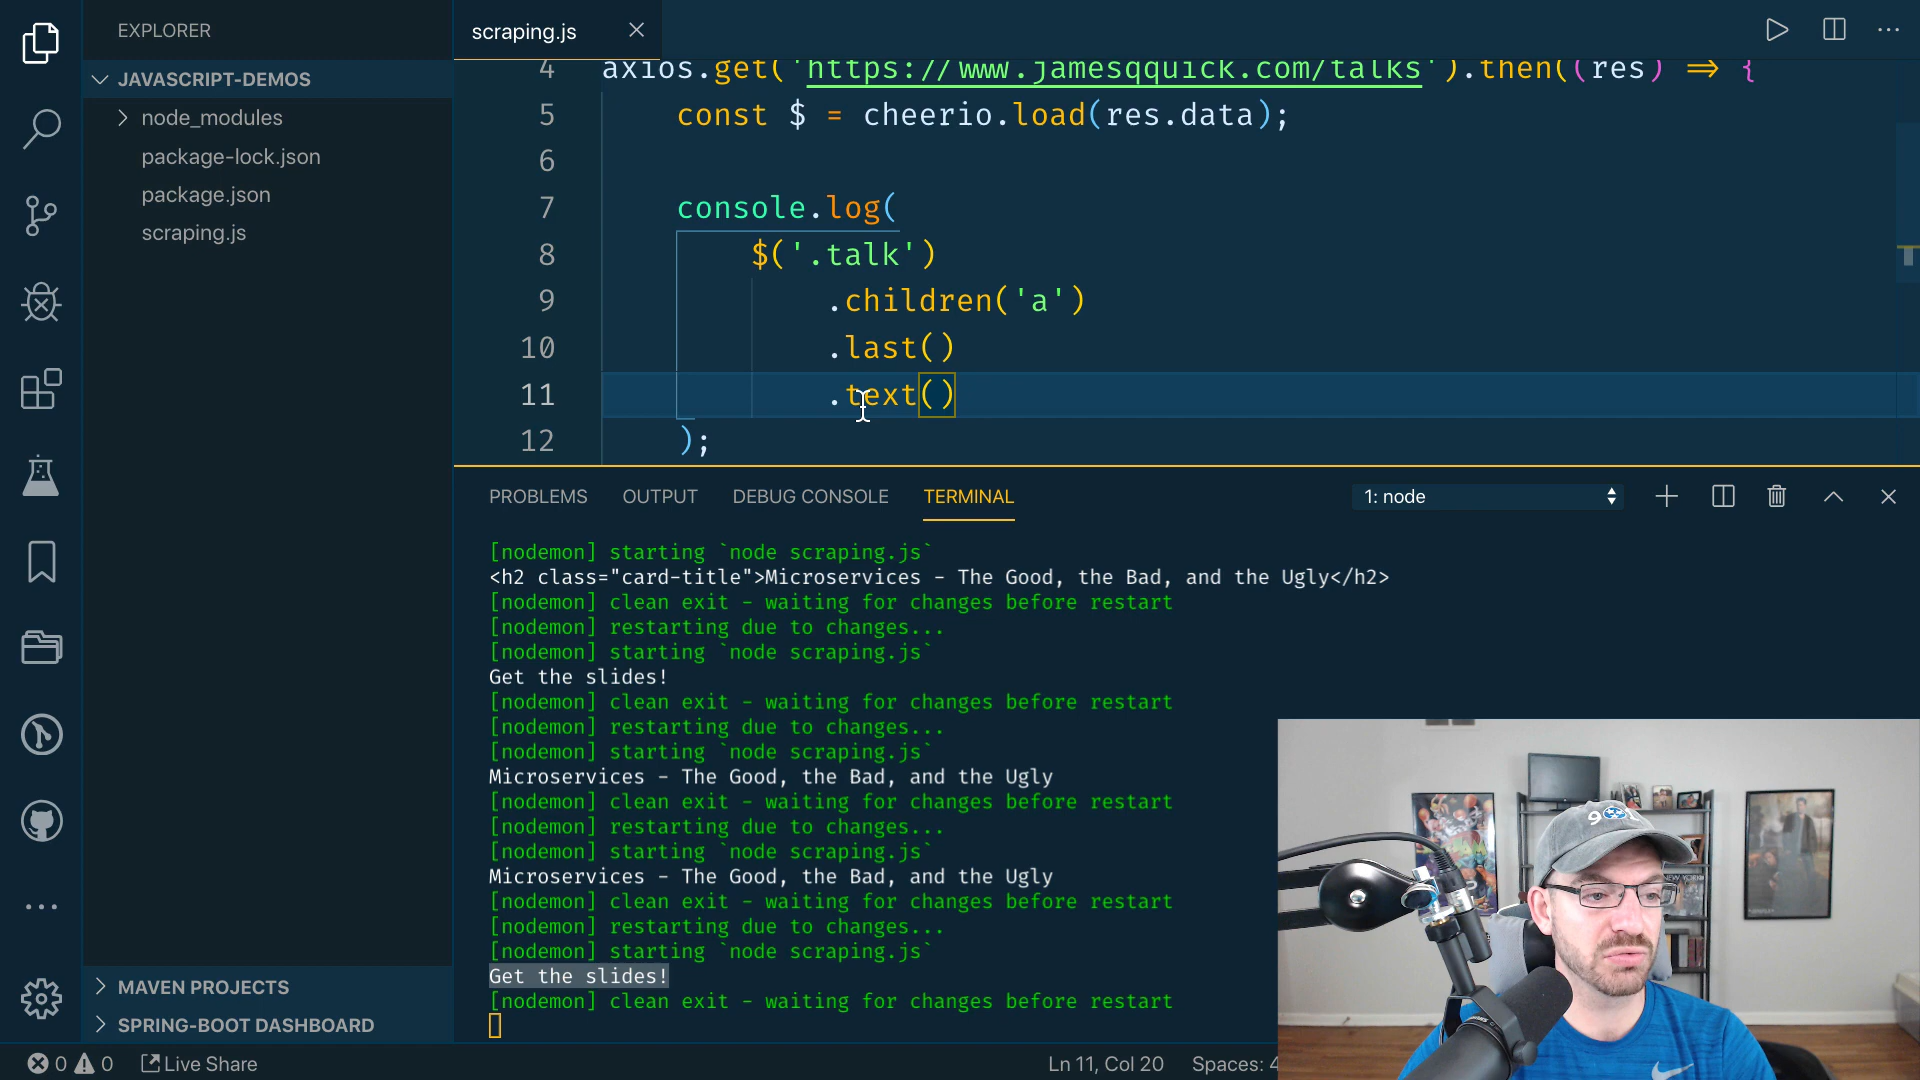 EXPLORER
JAVASCRIPT-DEMOS
node_modules
package-lock.json
package.json
scraping.js
MAVEN PROJECTS
SPRING-BOOT DASHBOARD
scraping.js
4 axios.get('https://www.jamesqquick.com/talks').then((res) => {
5 const $ = cheerio.load(res.data);
6
7 console.log(
8 $('.talk')
9 .children('a')
10 .last()
11 .text()
12 );
PROBLEMS OUTPUT DEBUG CONSOLE TERMINAL 1: node
[nodemon] starting `node scraping.js`
<h2 class="card-title">Microservices - The Good, the Bad, and the Ugly</h2>
[nodemon] clean exit - waiting for changes before restart
[nodemon] restarting due to changes...
[nodemon] starting `node scraping.js`
Get the slides!
[nodemon] clean exit - waiting for changes before restart
[nodemon] restarting due to changes...
[nodemon] starting `node scraping.js`
Microservices - The Good, the Bad, and the Ugly
[nodemon] clean exit - waiting for changes before restart
[nodemon] restarting due to changes...
[nodemon] starting `node scraping.js`
Microservices - The Good, the Bad, and the Ugly
[nodemon] clean exit - waiting for changes before restart
[nodemon] restarting due to changes...
[nodemon] starting `node scraping.js`
Get the slides!
[nodemon] clean exit - waiting for changes before restart
0 0 Live Share Ln 11, Col 20 Spaces: 4